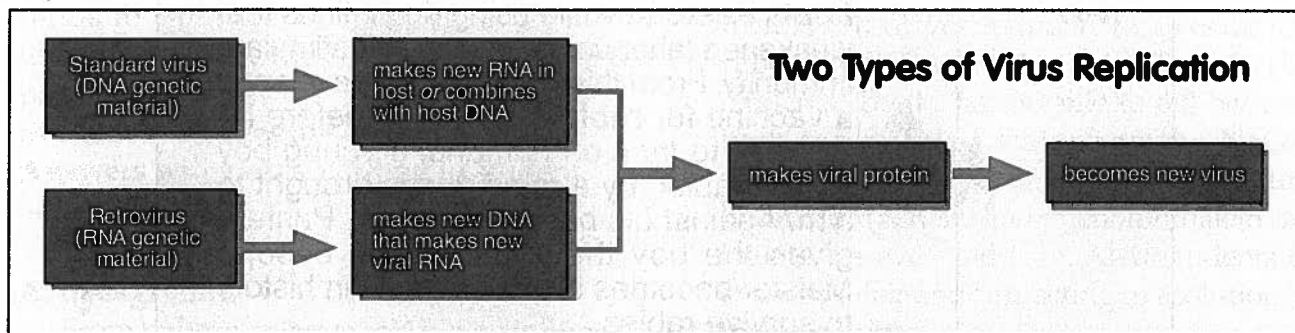 Two Types of Virus Replication
Standard virus
(DNA genetic
material)
makes new RNA in
host or combines
with host DNA
Retrovirus
(RNA genetic
material)
makes new DNA
that makes new
viral RNA
makes viral protein
becomes new virus